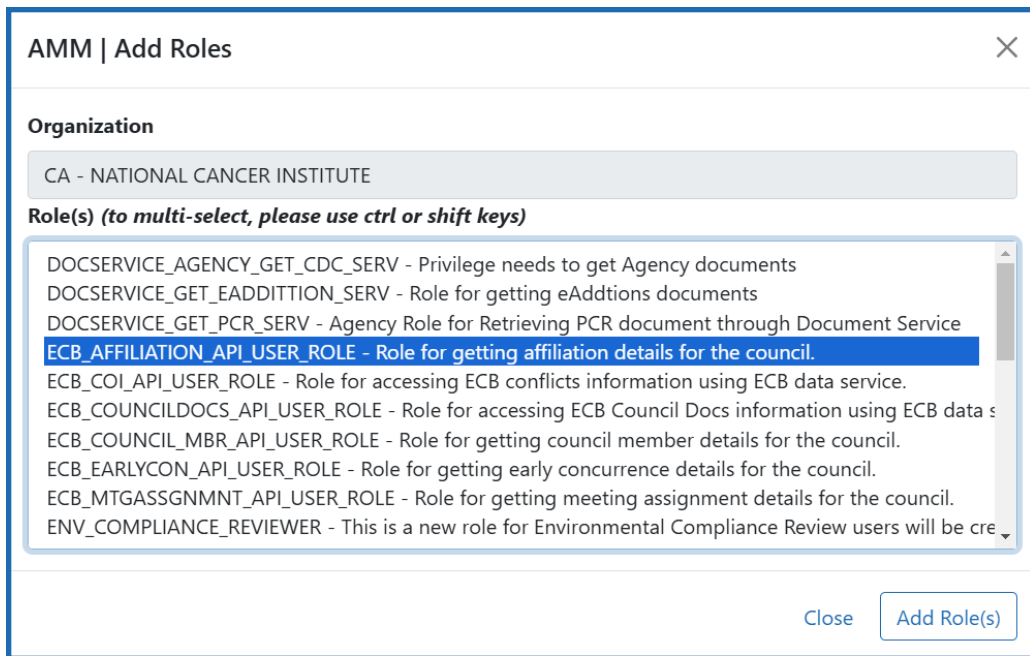 AMM | Add Roles
Organization
CA - NATIONAL CANCER INSTITUTE
Role(s) (to multi-select, please use ctrl or shift keys)
DOCSERVICE_AGENCY_GET_CDC_SERV - Privilege needs to get Agency documents
DOCSERVICE_GET_EADDITTION_SERV - Role for getting eAddtions documents
DOCSERVICE_GET_PCR_SERV - Agency Role for Retrieving PCR document through Document Service
ECB_AFFILIATION_API_USER_ROLE - Role for getting affiliation details for the council.
ECB_COI_API_USER_ROLE - Role for accessing ECB conflicts information using ECB data service.
ECB_COUNCILDOCS_API_USER_ROLE - Role for accessing ECB Council Docs information using ECB data s
ECB_COUNCIL_MBR_API_USER_ROLE - Role for getting council member details for the council.
ECB_EARLYCON_API_USER_ROLE - Role for getting early concurrence details for the council.
ECB_MTGASSGNMNT_API_USER_ROLE - Role for getting meeting assignment details for the council.
ENV_COMPLIANCE_REVIEWER - This is a new role for Environmental Compliance Review users will be cre
Close
Add Role(s)